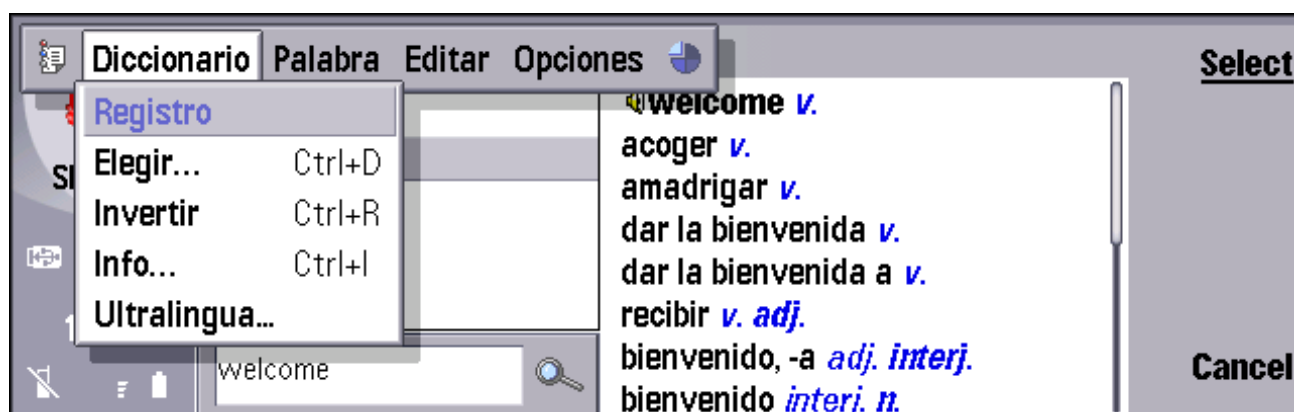 Diccionario Palabra Editar Opciones
Select
Registro
Elegir... Ctrl+D
Invertir Ctrl+R
Info... Ctrl+I
Ultralingua...
welcome
welcome v.
acoger v.
amadrigar v.
dar la bienvenida v.
dar la bienvenida a v.
recibir v. adj.
bienvenido, -a adj. interj.
bienvenido interj. n.
Cancel